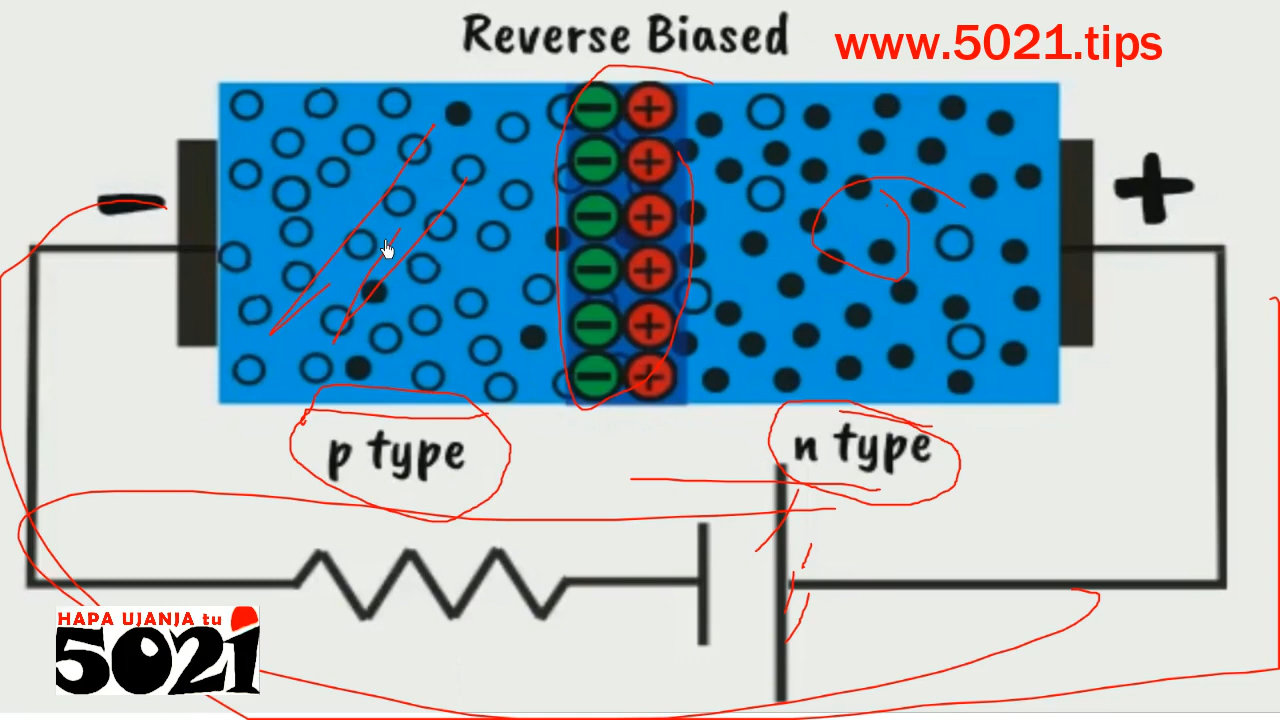 Reverse Biased
www.5021.tips
p type
n type
HAPA UJANJA tu
5021